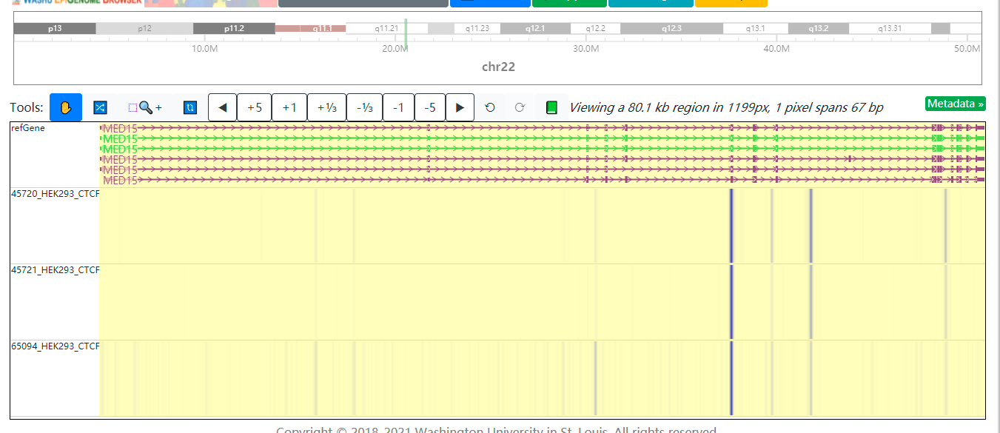 WASHU EPIGENOME BROWSER
p13 p12 p11.2 q11.1 q11.21 q11.23 q12.1 q12.2 q12.3 q13.1 q13.2 q13.31
10.0M 20.0M 30.0M 40.0M 50.0M
chr22
Tools: + ◀ +5 +1 +⅓ -⅓ -1 -5 ▶ Viewing a 80.1 kb region in 1199px, 1 pixel spans 67 bp Metadata »
refGene MED15
MED15
MED15
MED15
MED15
MED15
45720_HEK293_CTCF
45721_HEK293_CTCF
65094_HEK293_CTCF
Copyright © 2018-2021 Washington University in St. Louis. All rights reserved